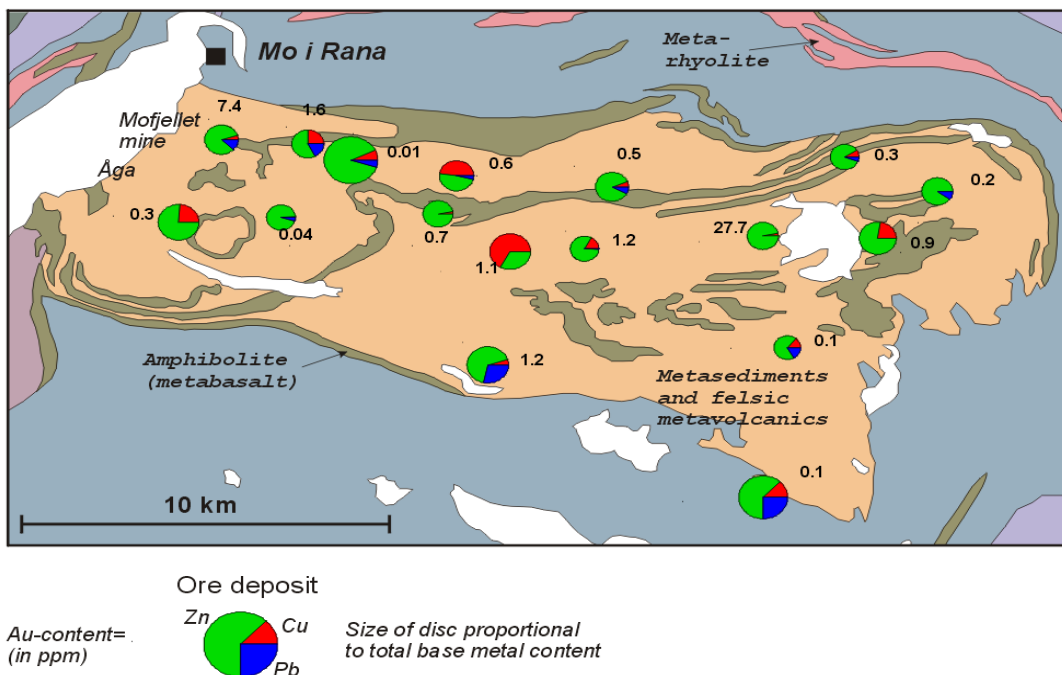 Mo i Rana
Meta-
rhyolite
Mofjellet
mine
7.4
1.6
0.01
0.6
0.5
0.3
0.2
Åga
0.3
0.04
0.7
1.1
1.2
27.7
0.9
Amphibolite
(metabasalt)
1.2
0.1
Metasediments
and felsic
metavolcanics
0.1
10 km
Ore deposit
Zn
Cu
Pb
Au-content=
(in ppm)
Size of disc proportional
to total base metal content